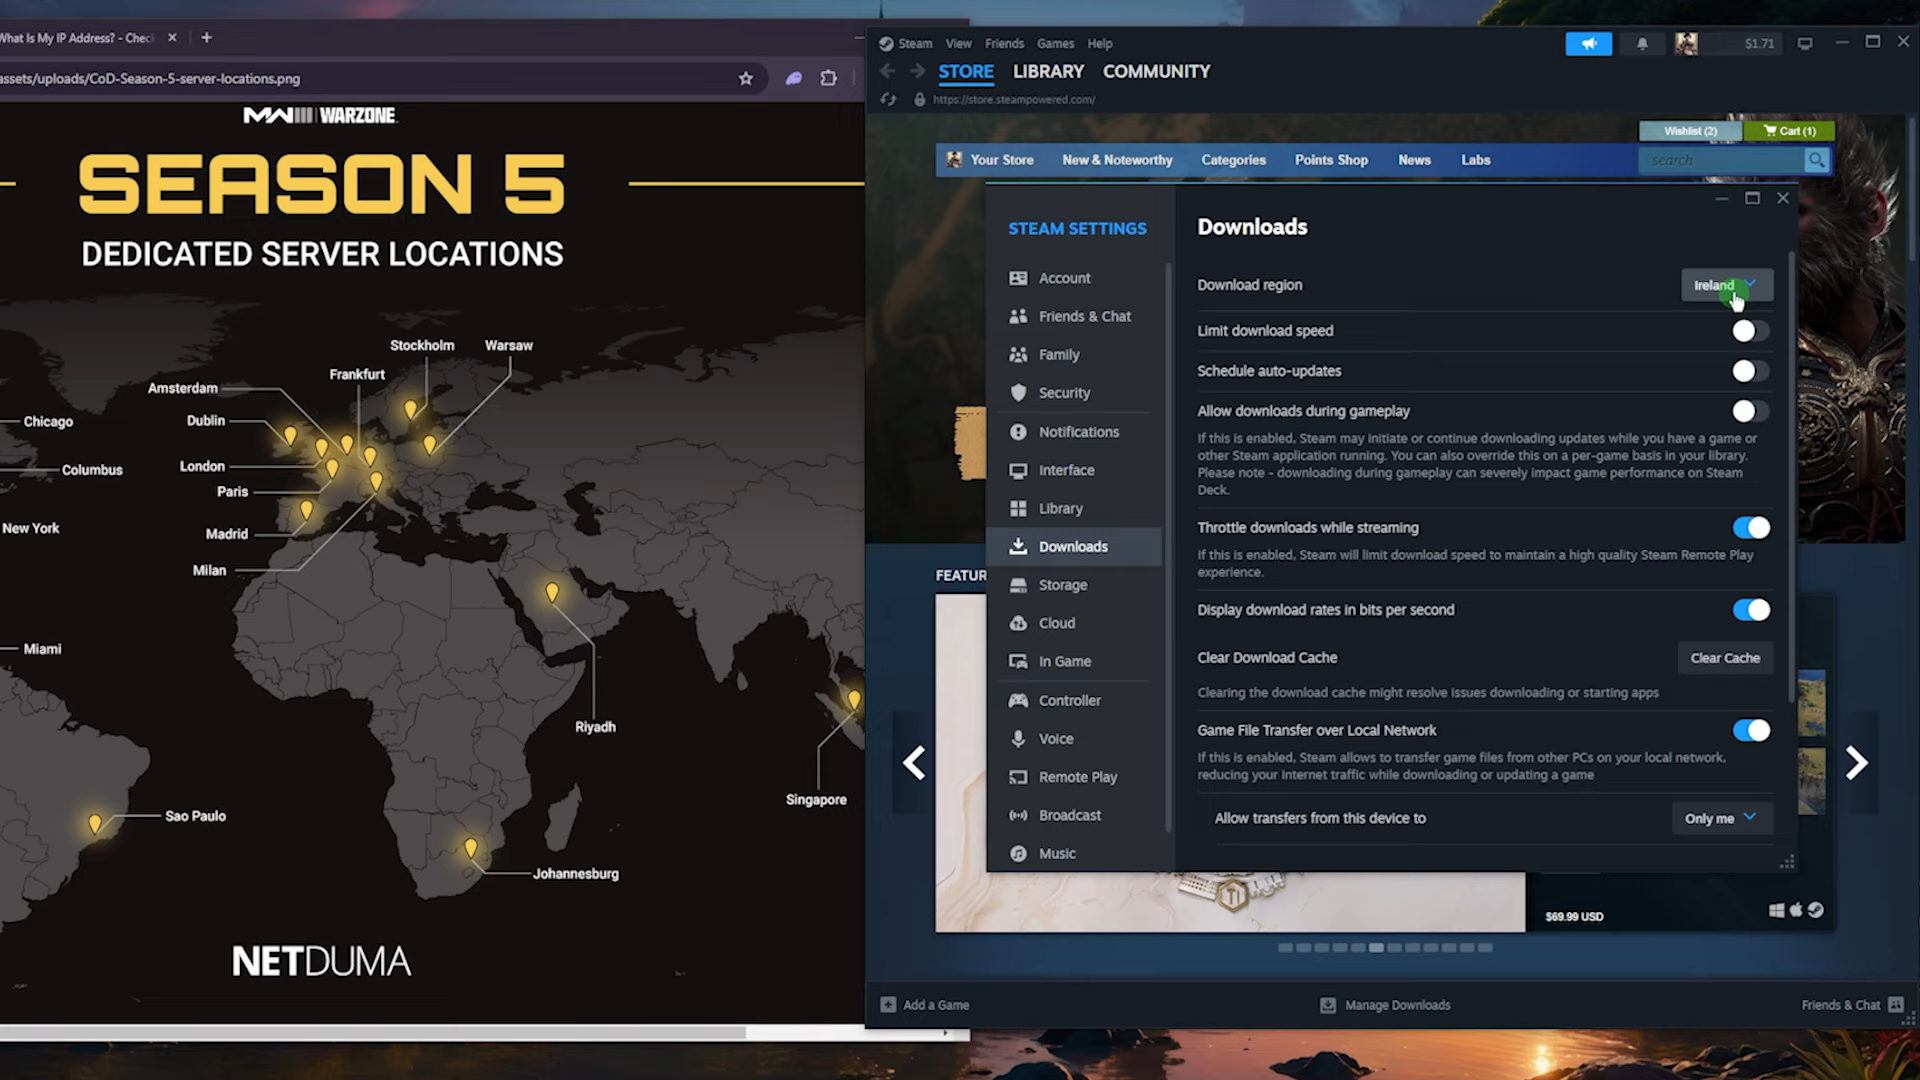 What Is My IP Address? - Chec
assets/uploads/CoD-Season-5-server-locations.png
MWIII | WARZONE
SEASON 5
DEDICATED SERVER LOCATIONS
Stockholm
Warsaw
Frankfurt
Amsterdam
Dublin
Chicago
London
Columbus
Paris
New York
Madrid
Milan
Miami
Riyadh
Singapore
Sao Paulo
Johannesburg
NETDUMA
Steam View Friends Games Help
$1.71
STORE LIBRARY COMMUNITY
https://store.steampowered.com/
Wishlist (2) Cart (1)
Your Store New & Noteworthy Categories Points Shop News Labs search
FEATUR
STEAM SETTINGS
Account
Friends & Chat
Family
Security
Notifications
Interface
Library
Downloads
Storage
Cloud
In Game
Controller
Voice
Remote Play
Broadcast
Music
Downloads
Download region Ireland
Limit download speed
Schedule auto-updates
Allow downloads during gameplay
If this is enabled, Steam may initiate or continue downloading updates while you have a game or
other Steam application running. You can also override this on a per-game basis in your library.
Please note - downloading during gameplay can severely impact game performance on Steam
Deck.
Throttle downloads while streaming
If this is enabled, Steam will limit download speed to maintain a high quality Steam Remote Play
experience.
Display download rates in bits per second
Clear Download Cache Clear Cache
Clearing the download cache might resolve issues downloading or starting apps
Game File Transfer over Local Network
If this is enabled, Steam allows to transfer game files from other PCs on your local network,
reducing your Internet traffic while downloading or updating a game
Allow transfers from this device to Only me
$69.99 USD
Add a Game Manage Downloads Friends & Chat